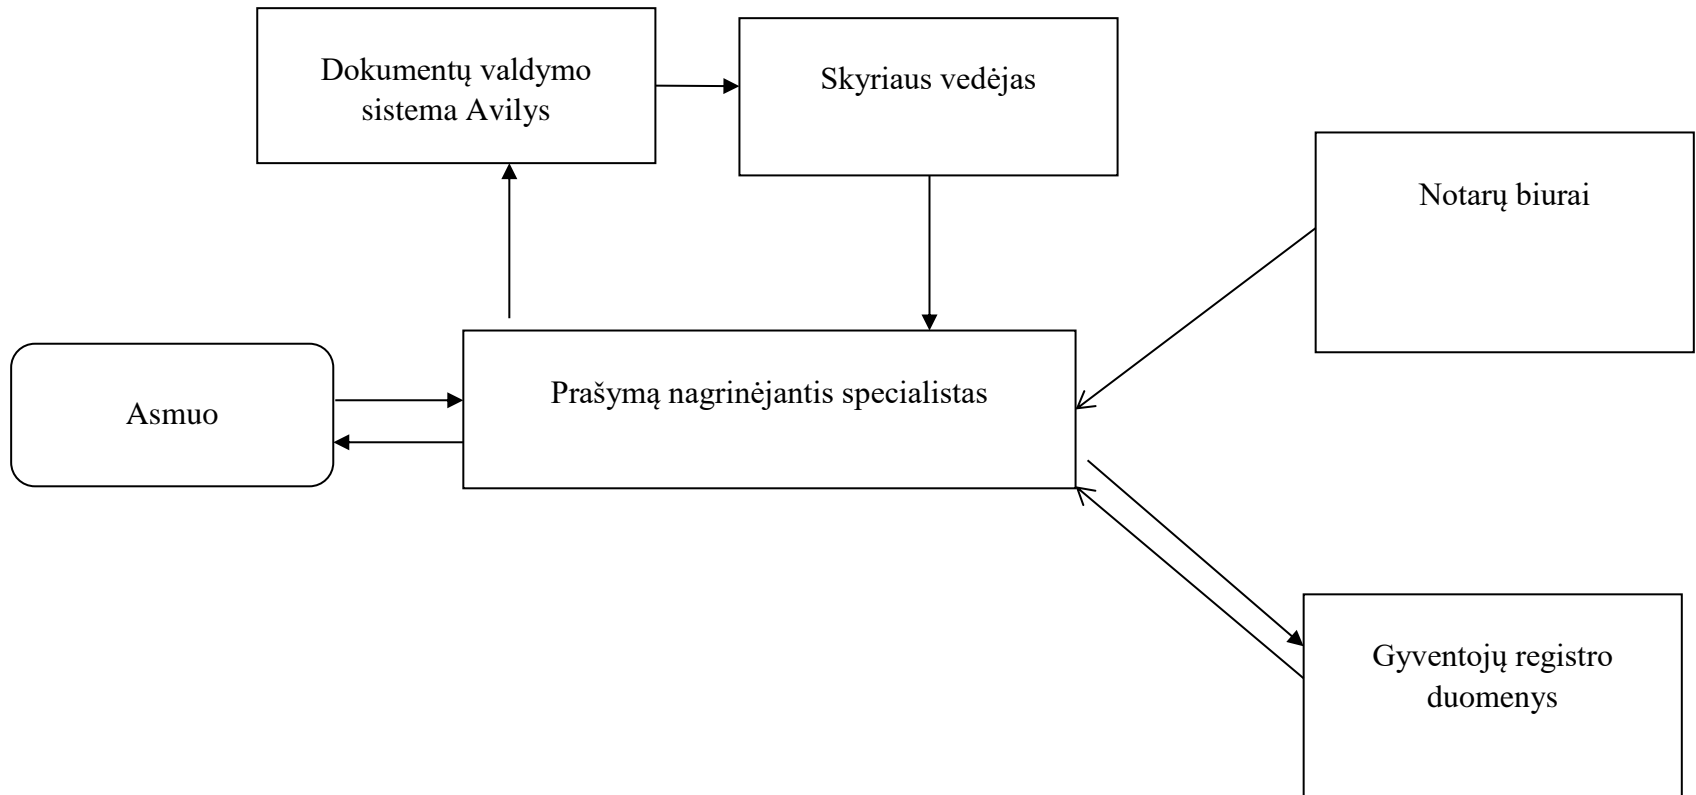 Dokumentų valdymo
sistema Avilys
Skyriaus vedėjas
Notarų biurai
Asmuo
Prašymą nagrinėjantis specialistas
Gyventojų registro
duomenys